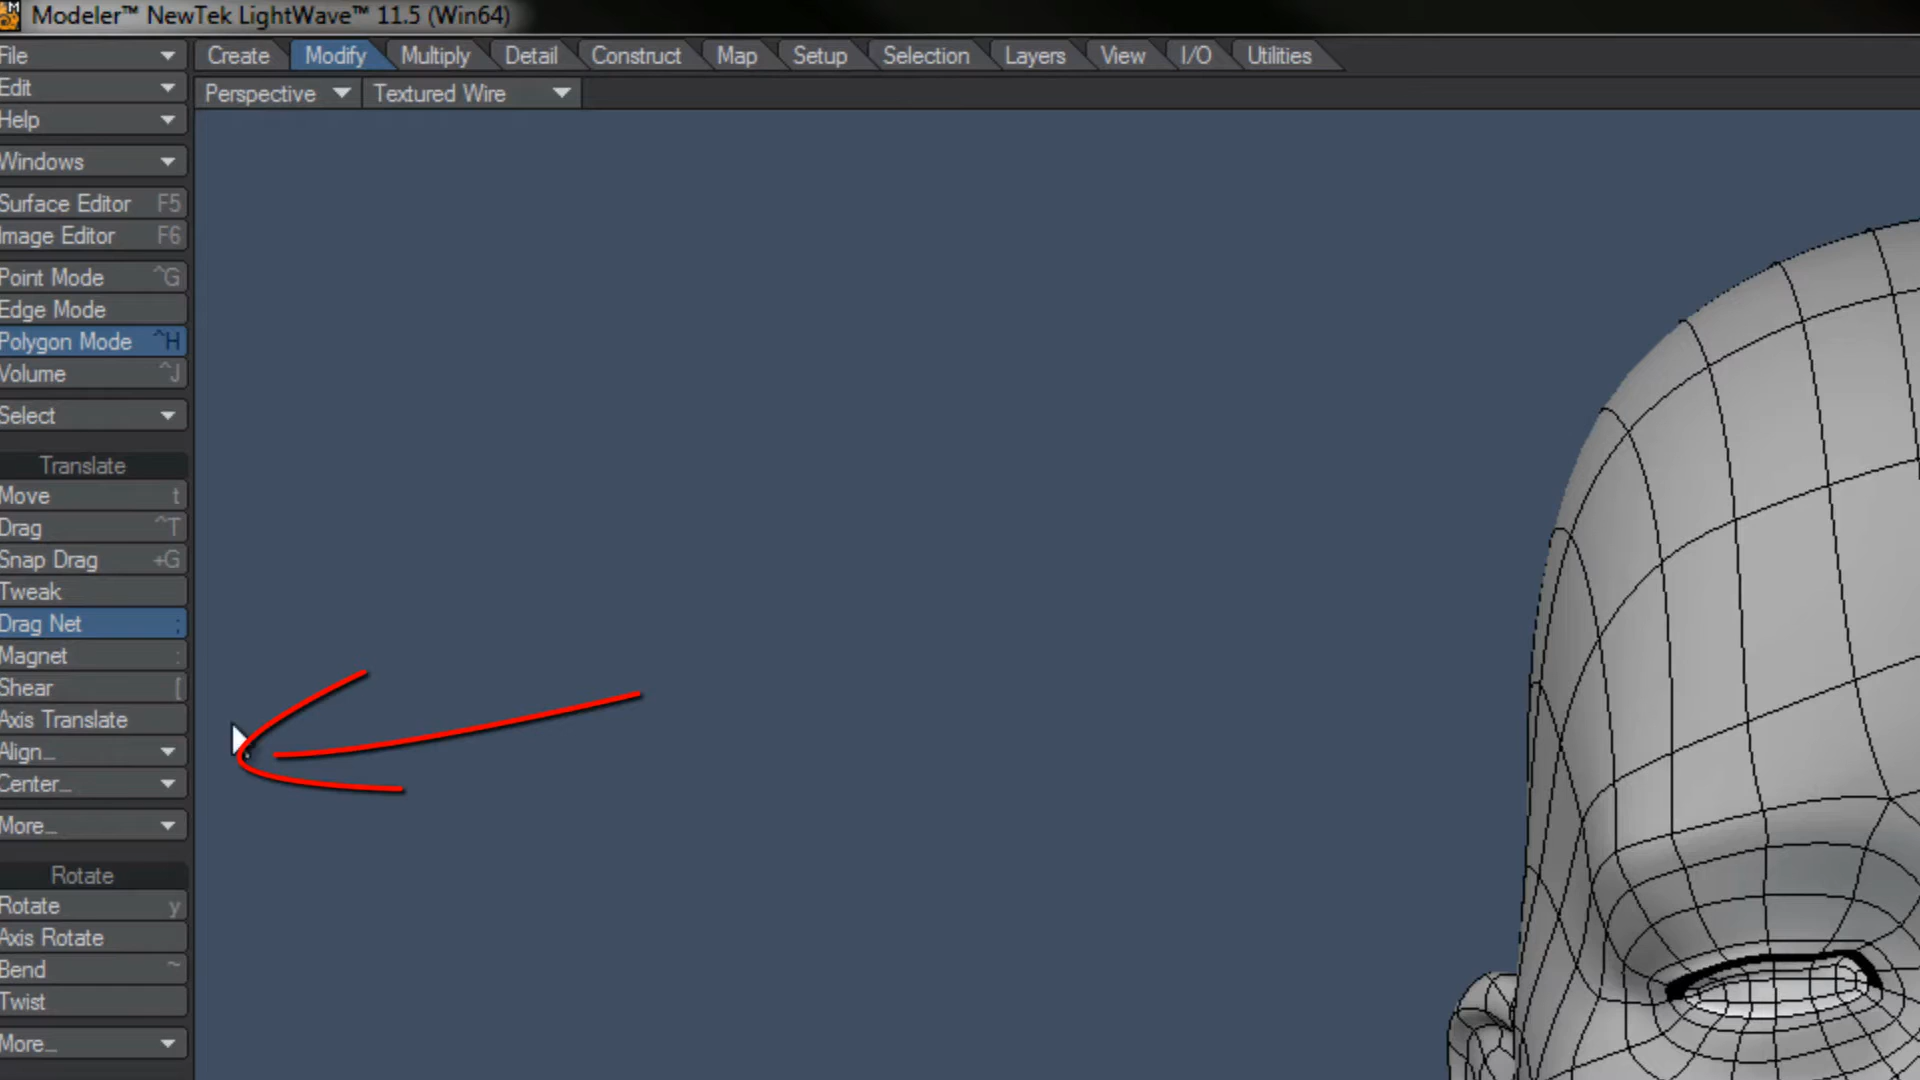 Modeler™ NewTek LightWave™ 11.5 (Win64)
File
Create Modify Multiply Detail Construct Map Setup Selection Layers View I/O Utilities
Edit
Perspective Textured Wire
Help
Windows
Surface Editor F5
Image Editor F6
Point Mode ^G
Edge Mode
Polygon Mode ^H
Volume ^J
Select
Translate
Move t
Drag ^T
Snap Drag +G
Tweak
Drag Net ;
Magnet :
Shear [
Axis Translate
Align...
Center...
More...
Rotate
Rotate y
Axis Rotate
Bend ~
Twist
More...